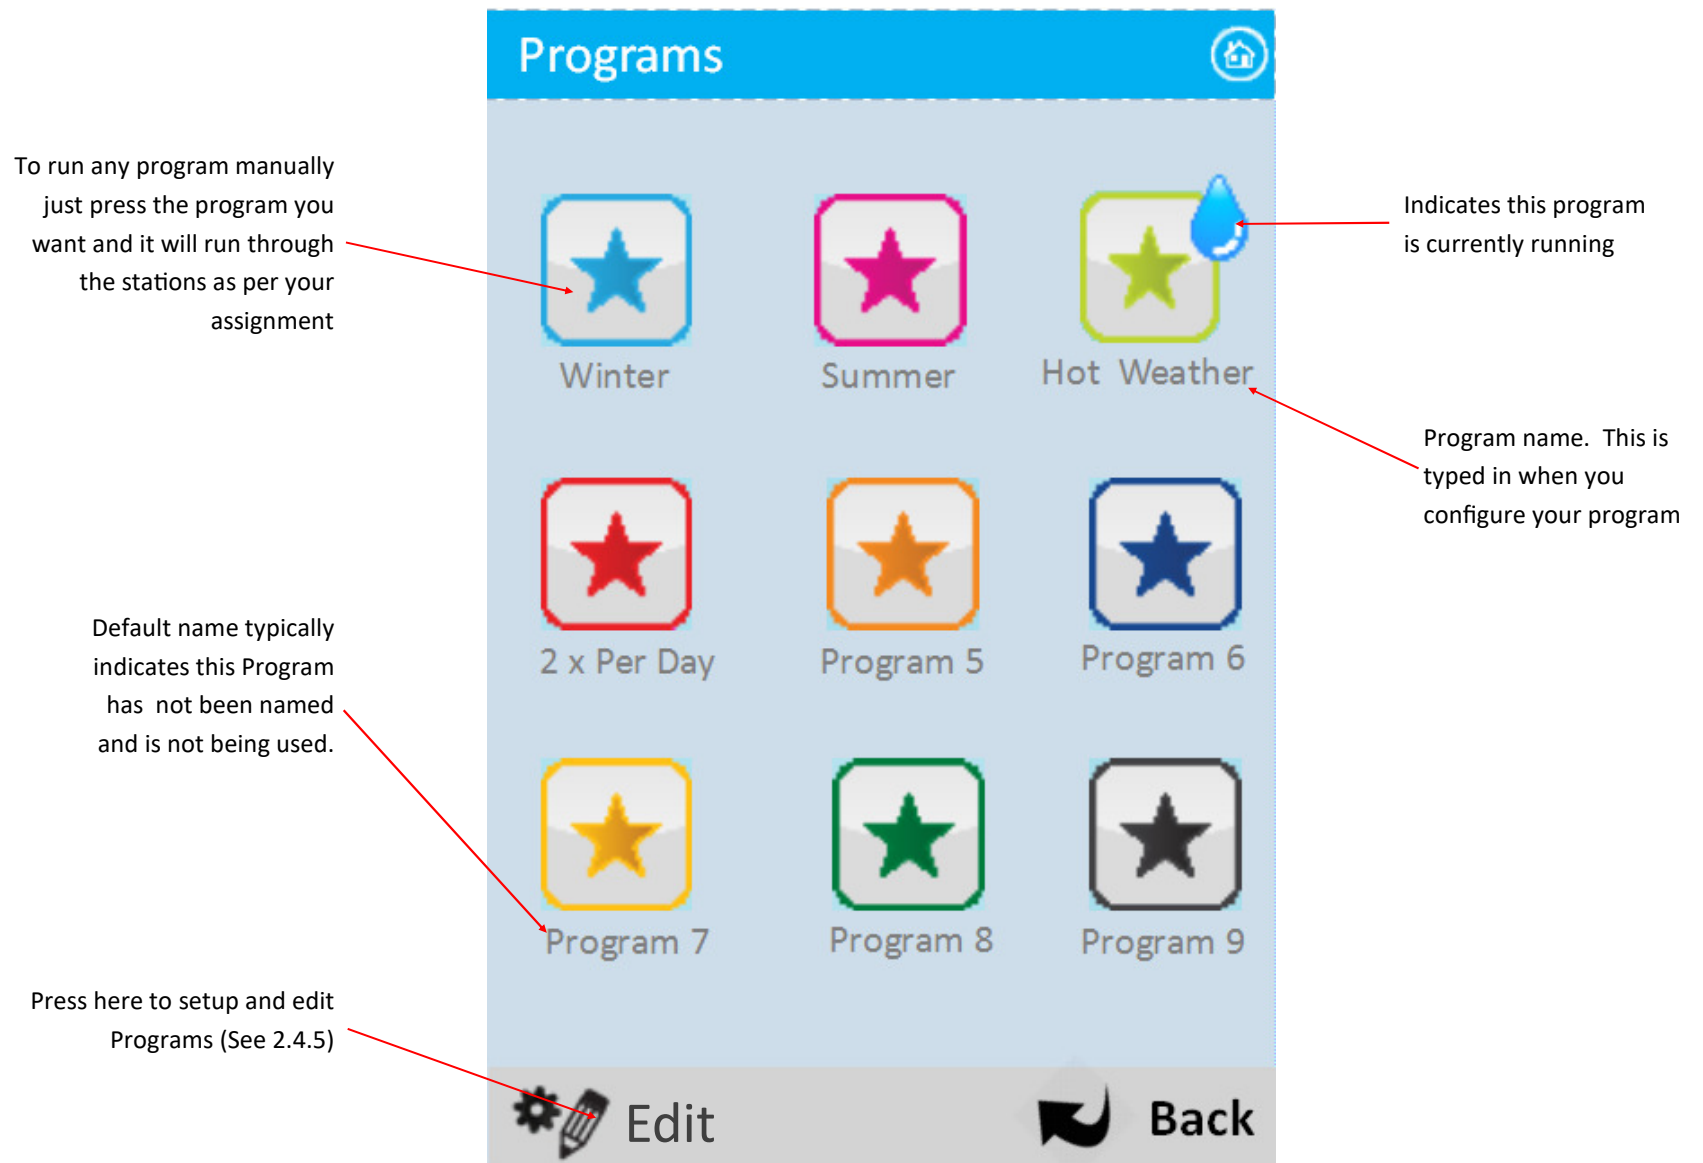 Programs
To run any program manually
just press the program you
want and it will run through
the stations as per your
assignment
Indicates this program
is currently running
Winter
Summer
Hot Weather
Program name. This is
typed in when you
configure your program
Default name typically
indicates this Program
has not been named
and is not being used.
2 x Per Day
Program 5
Program 6
Program 7
Program 8
Program 9
Press here to setup and edit
Programs (See 2.4.5)
Edit
Back